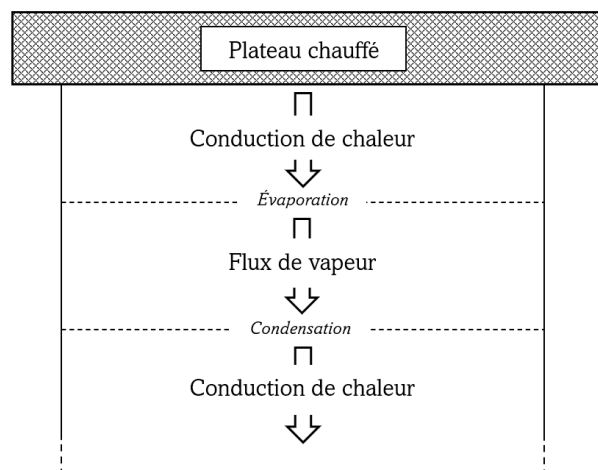 Plateau chauffé
Conduction de chaleur
Évaporation
Flux de vapeur
Condensation
Conduction de chaleur